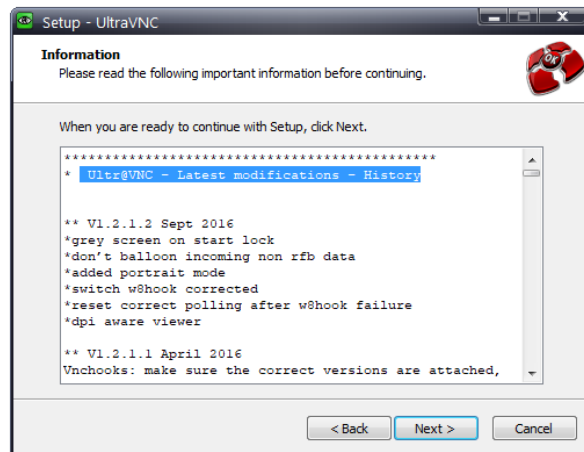 Setup - UltraVNC
Information
Please read the following important information before continuing.
OK
When you are ready to continue with Setup, click Next.
**********************************************
* Ultr@VNC - Latest modifications - History
** V1.2.1.2 Sept 2016
*grey screen on start lock
*don't balloon incoming non rfb data
*added portrait mode
*switch w8hook corrected
*reset correct polling after w8hook failure
*dpi aware viewer
** V1.2.1.1 April 2016
Vnchooks: make sure the correct versions are attached,
< Back Next > Cancel